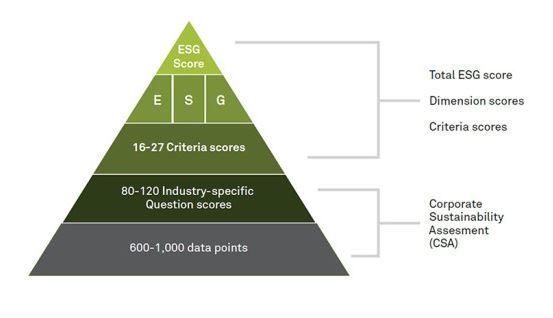 ESG
Score
E S G
16-27 Criteria scores
80-120 Industry-specific
Question scores
600-1,000 data points
Total ESG score
Dimension scores
Criteria scores
Corporate
Sustainability
Assesment
(CSA)